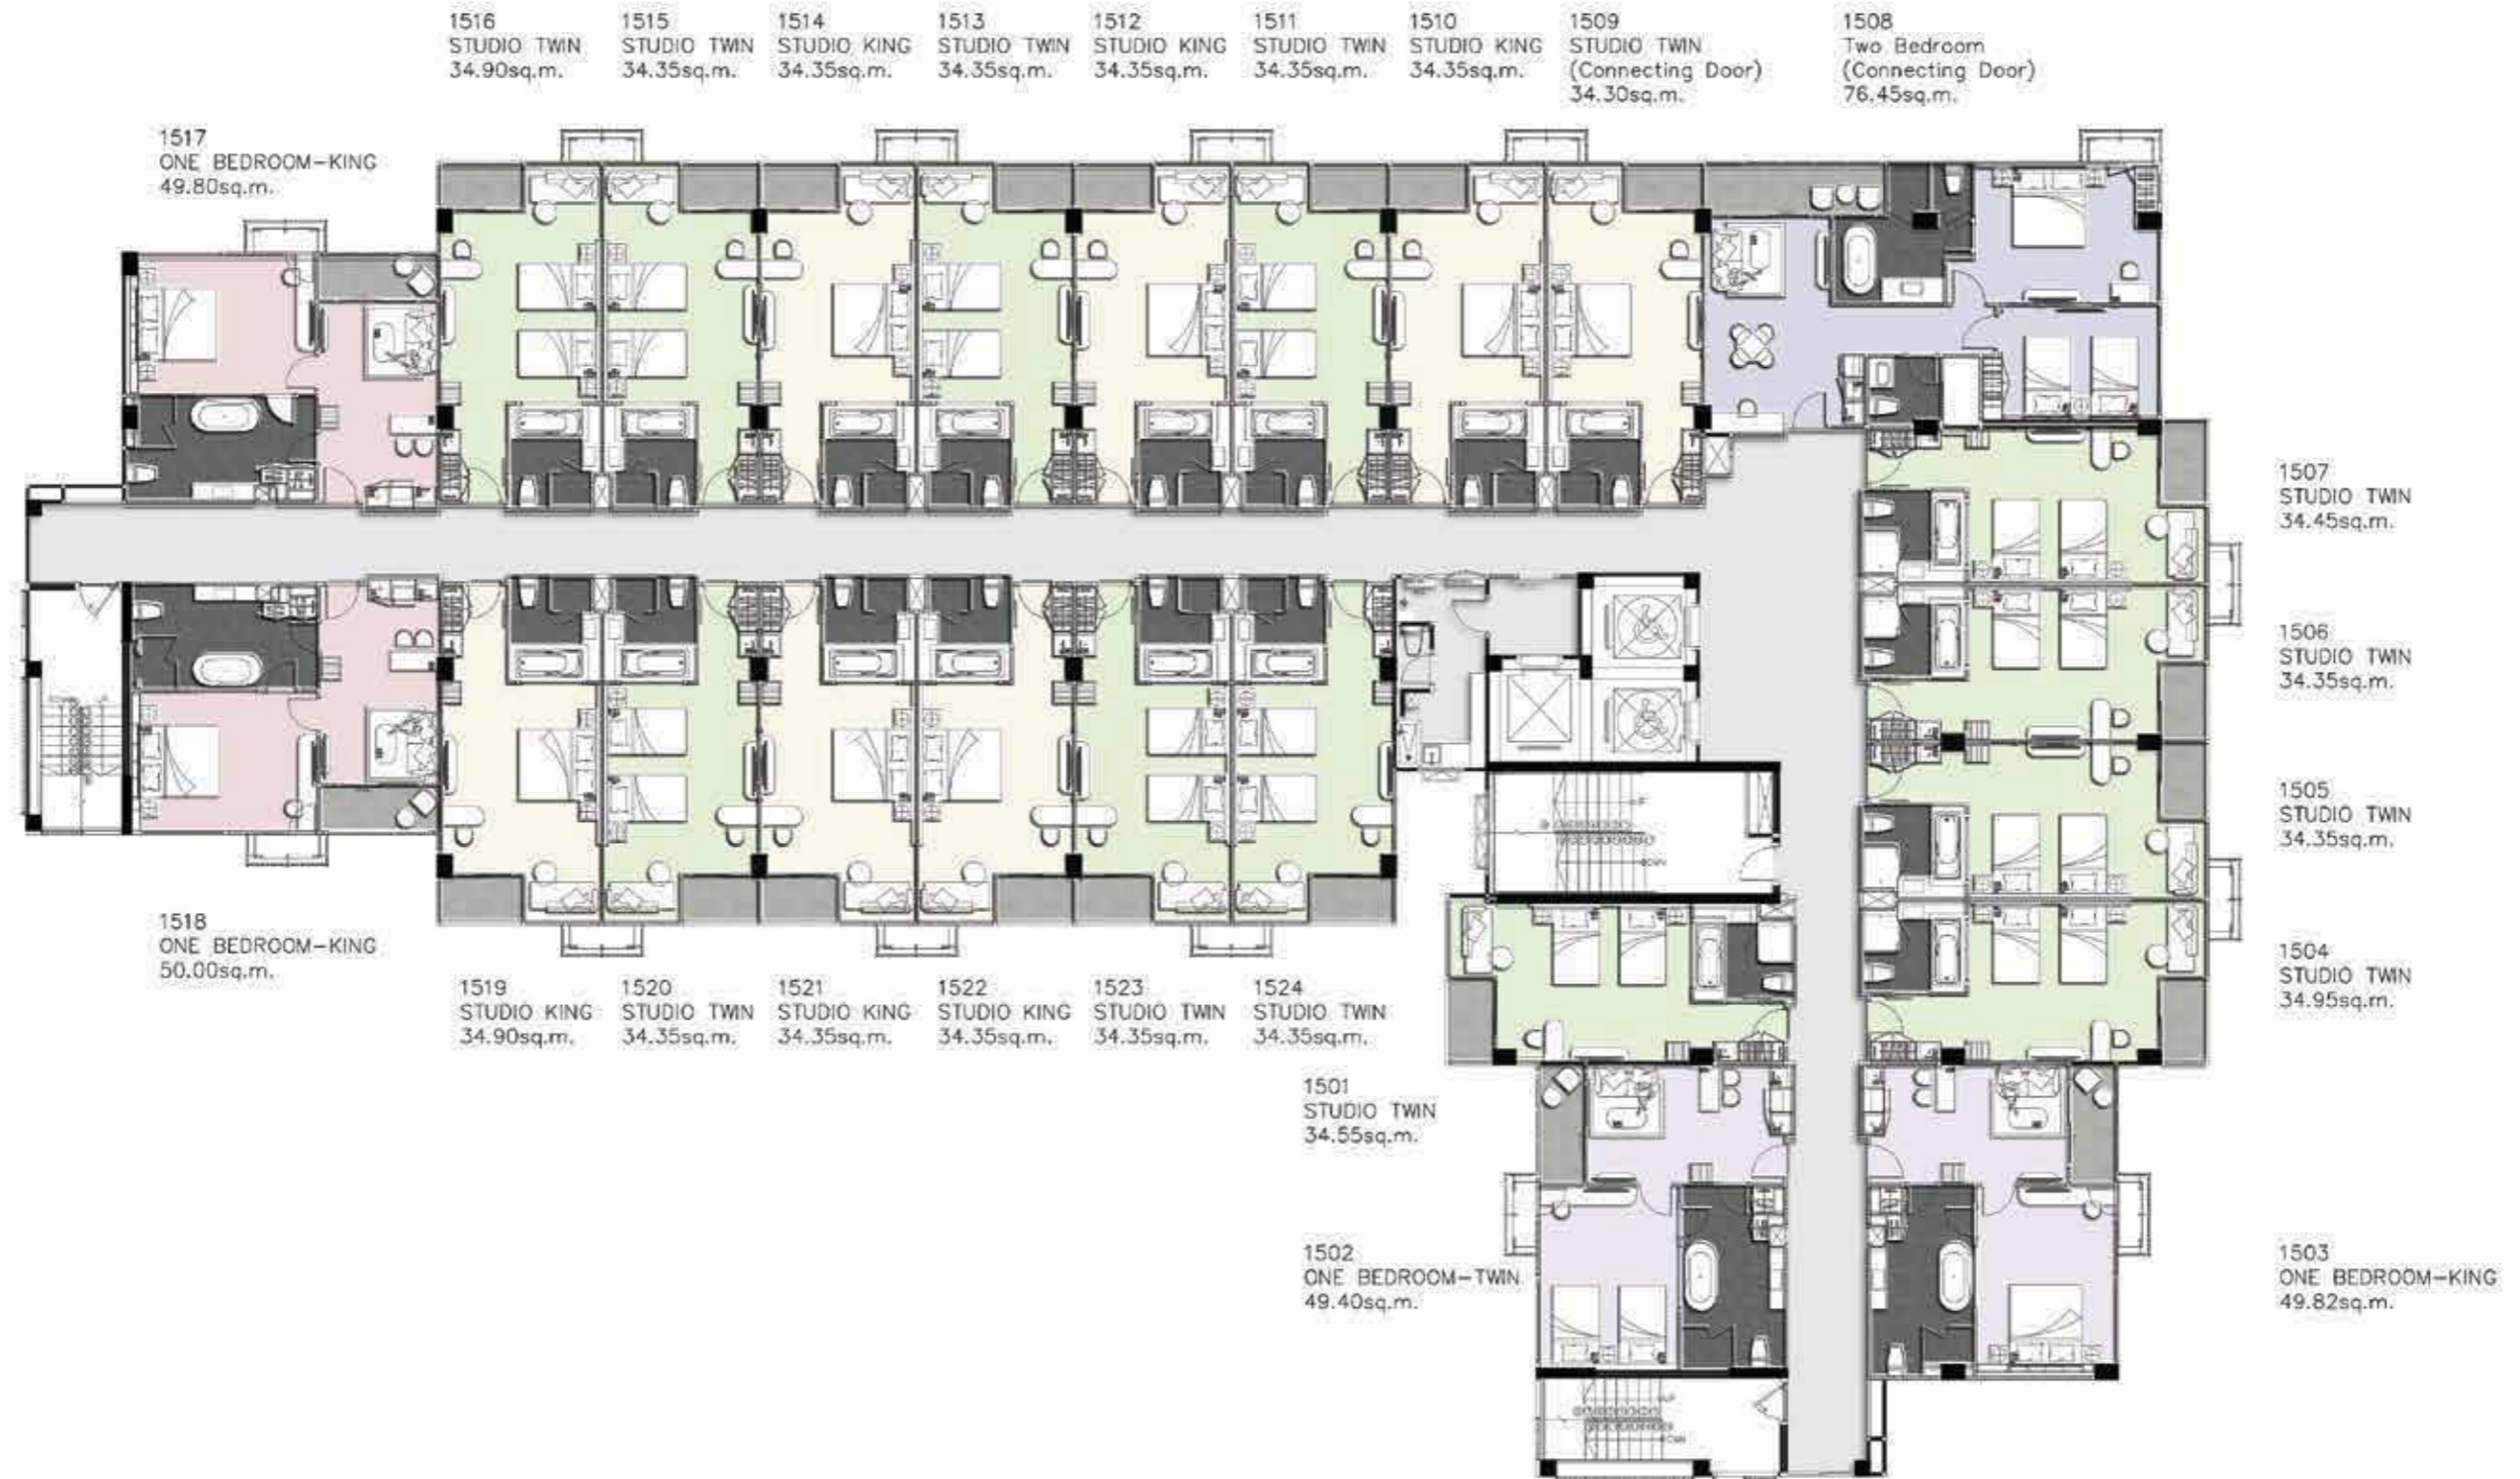 1516
STUDIO TWIN
34.90sq.m.
1515
STUDIO TWIN
34.35sq.m.
1514
STUDIO KING
34.35sq.m.
1513
STUDIO TWIN
34.35sq.m.
1512
STUDIO KING
34.35sq.m.
1511
STUDIO TWIN
34.35sq.m.
1510
STUDIO KING
34.35sq.m.
1509
STUDIO TWIN
(Connecting Door)
34.30sq.m.
1508
Two Bedroom
(Connecting Door)
76.45sq.m.
1517
ONE BEDROOM-KING
49.80sq.m.
1507
STUDIO TWIN
34.45sq.m.
1506
STUDIO TWIN
34.35sq.m.
1505
STUDIO TWIN
34.35sq.m.
1504
STUDIO TWIN
34.95sq.m.
1518
ONE BEDROOM-KING
50.00sq.m.
1519
STUDIO KING
34.90sq.m.
1520
STUDIO TWIN
34.35sq.m.
1521
STUDIO KING
34.35sq.m.
1522
STUDIO KING
34.35sq.m.
1523
STUDIO TWIN
34.35sq.m.
1524
STUDIO TWIN
34.35sq.m.
1501
STUDIO TWIN
34.55sq.m.
1502
ONE BEDROOM-TWIN
49.40sq.m.
1503
ONE BEDROOM-KING
49.82sq.m.